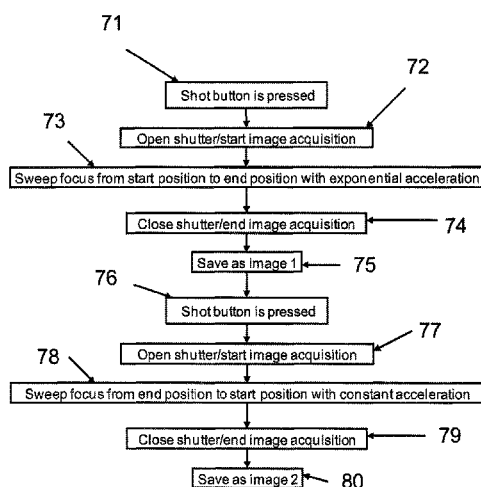 71
Shot button is pressed
72
Open shutter/start image acquisition
73
Sweep focus from start position to end position with exponential acceleration
Close shutter/end image acquisition
74
Save as image 1
75
76
Shot button is pressed
77
Open shutter/start image acquisition
78
Sweep focus from end position to start position with constant acceleration
Close shutter/end image acquisition
79
Save as image 2
80